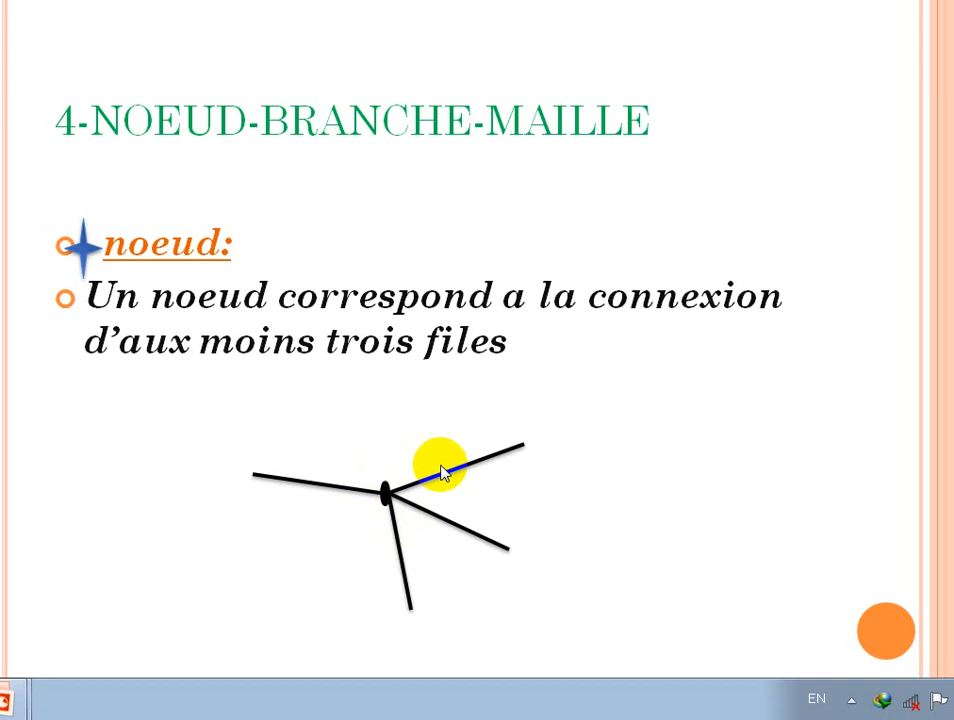 4-NOEUD-BRANCHE-MAILLE
noeud:
Un noeud correspond a la connexion
d’aux moins trois files
EN